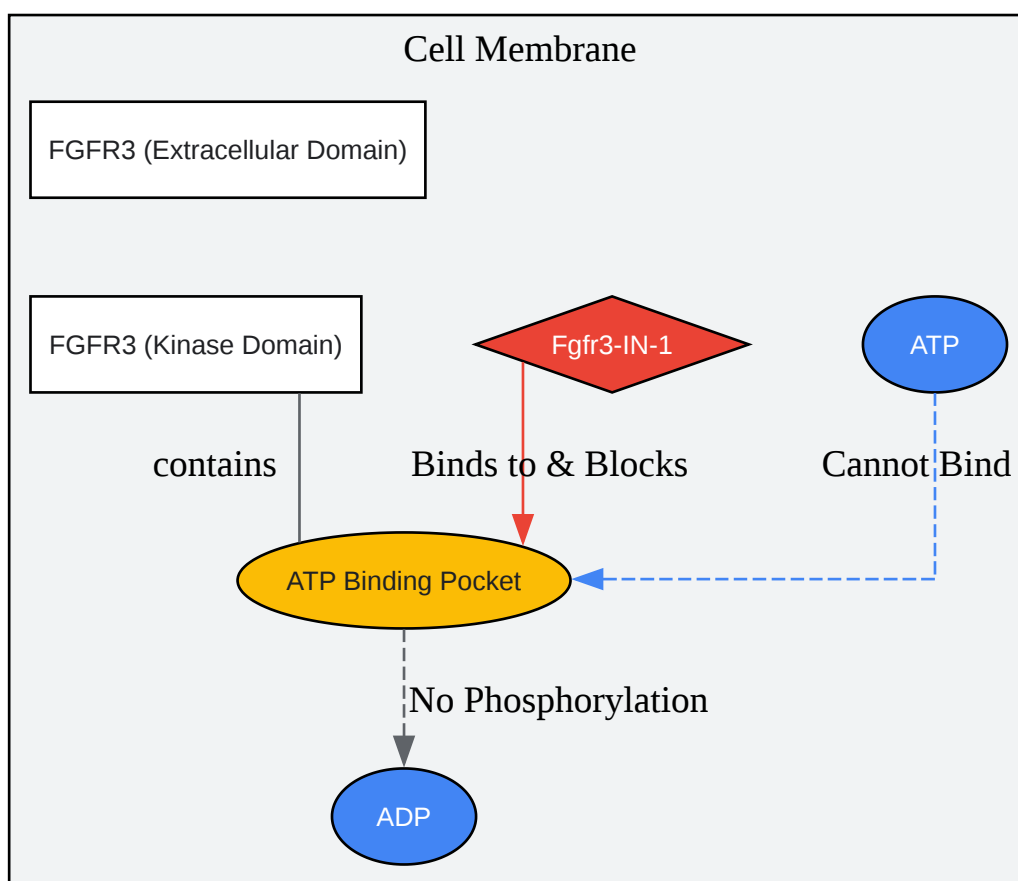 Cell Membrane
FGFR3 (Extracellular Domain)
FGFR3 (Kinase Domain)
Fgfr3-IN-1
ATP
contains
Binds to & Blocks
Cannot Bind
ATP Binding Pocket
No Phosphorylation
ADP